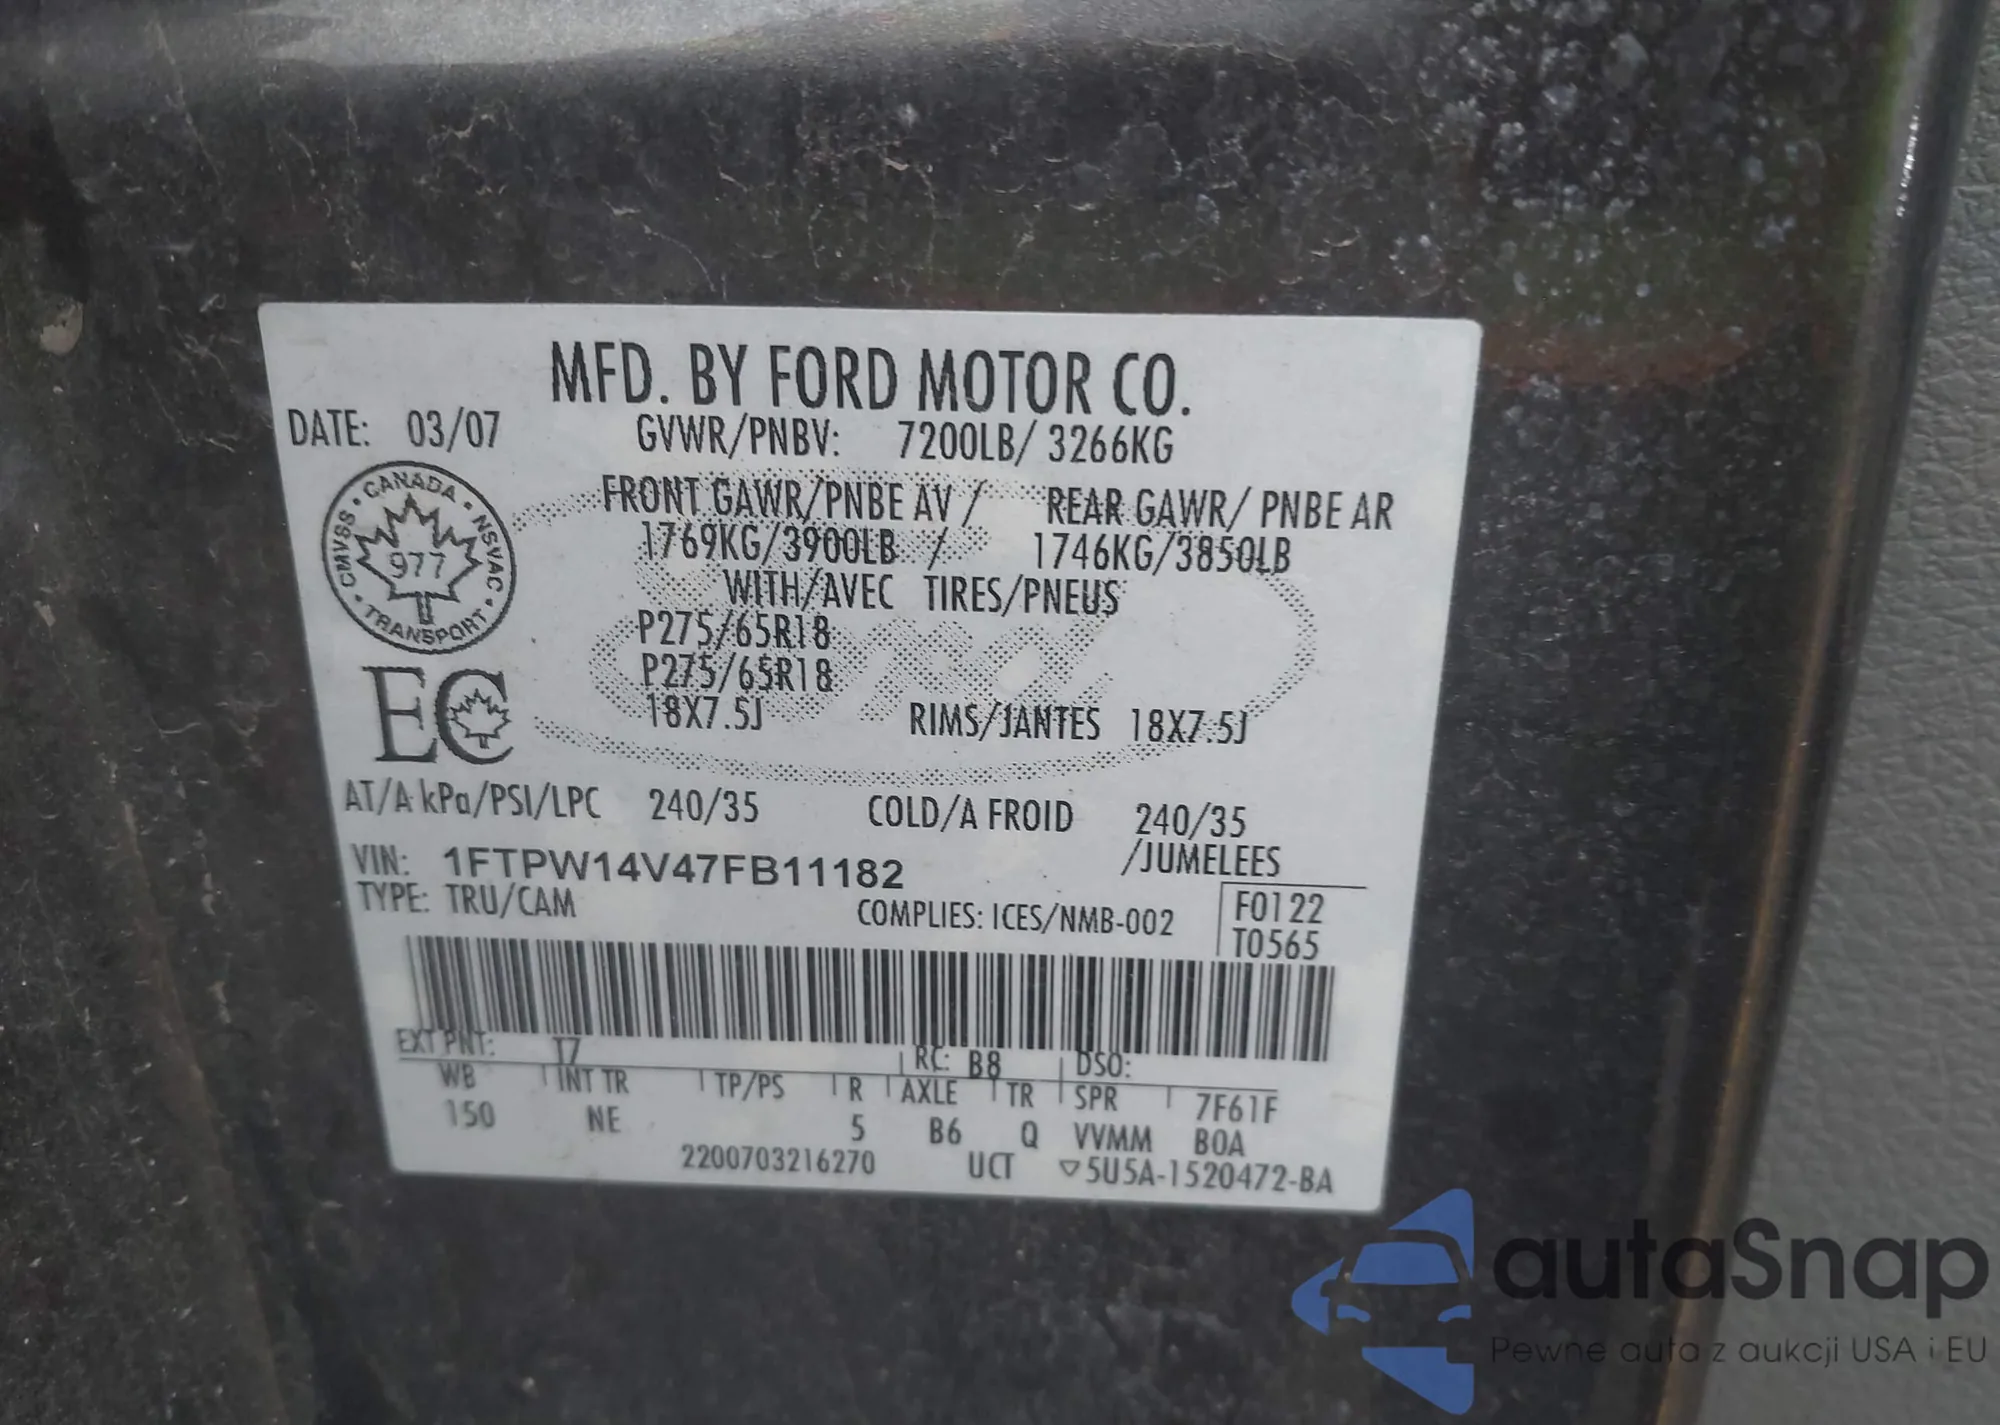 MFD. BY FORD MOTOR CO.
DATE: 03/07 GVWR/PNBV: 7200LB/ 3266KG
CANADA · NSVAC · TRANSPORT · CMVSS ·
977
FRONT GAWR/PNBE AV / REAR GAWR/ PNBE AR
1769KG/3900LB / 1746KG/3850LB
WITH/AVEC TIRES/PNEUS
P275/65R18
P275/65R18
EC
18X7.5J RIMS/JANTES 18X7.5J
AT/A kPa/PSI/LPC 240/35 COLD/A FROID 240/35
/JUMELEES
VIN: 1FTPW14V47FB11182
TYPE: TRU/CAM COMPLIES: ICES/NMB-002
F0122
T0565
EXT PNT: T7 RC: B8 DSO:
WB INT TR TP/PS R AXLE TR SPR 7F61F
150 NE 5 B6 Q VVMM BOA
2200703216270 UCT ▽5U5A-1520472-BA
autaSnap
Pewne auta z aukcji USA i EU